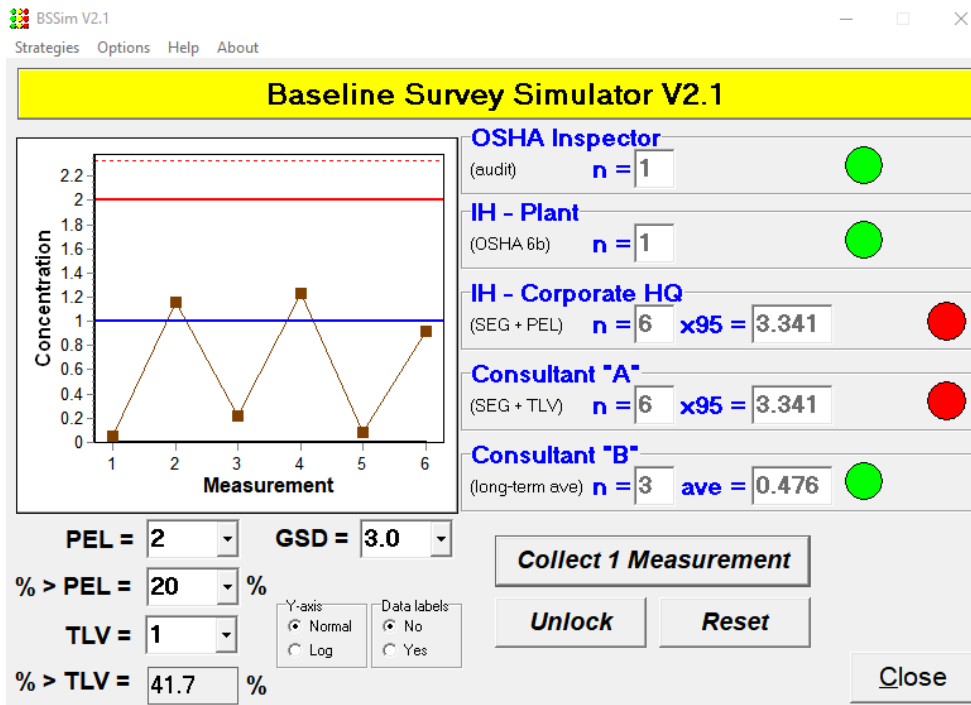 BSSim V2.1
Strategies Options Help About
Baseline Survey Simulator V2.1
Concentration
2.2
2
1.8
1.6
1.4
1.2
1
0.8
0.6
0.4
0.2
0
1 2 3 4 5 6
Measurement
OSHA Inspector
(audit) n = 1
IH - Plant
(OSHA 6b) n = 1
IH - Corporate HQ
(SEG + PEL) n = 6 x95 = 3.341
Consultant "A"
(SEG + TLV) n = 6 x95 = 3.341
Consultant "B"
(long-term ave) n = 3 ave = 0.476
PEL = 2 GSD = 3.0
% > PEL = 20 %
TLV = 1
% > TLV = 41.7 %
Y-axis
Normal
Log
Data labels
No
Yes
Collect 1 Measurement
Unlock Reset
Close